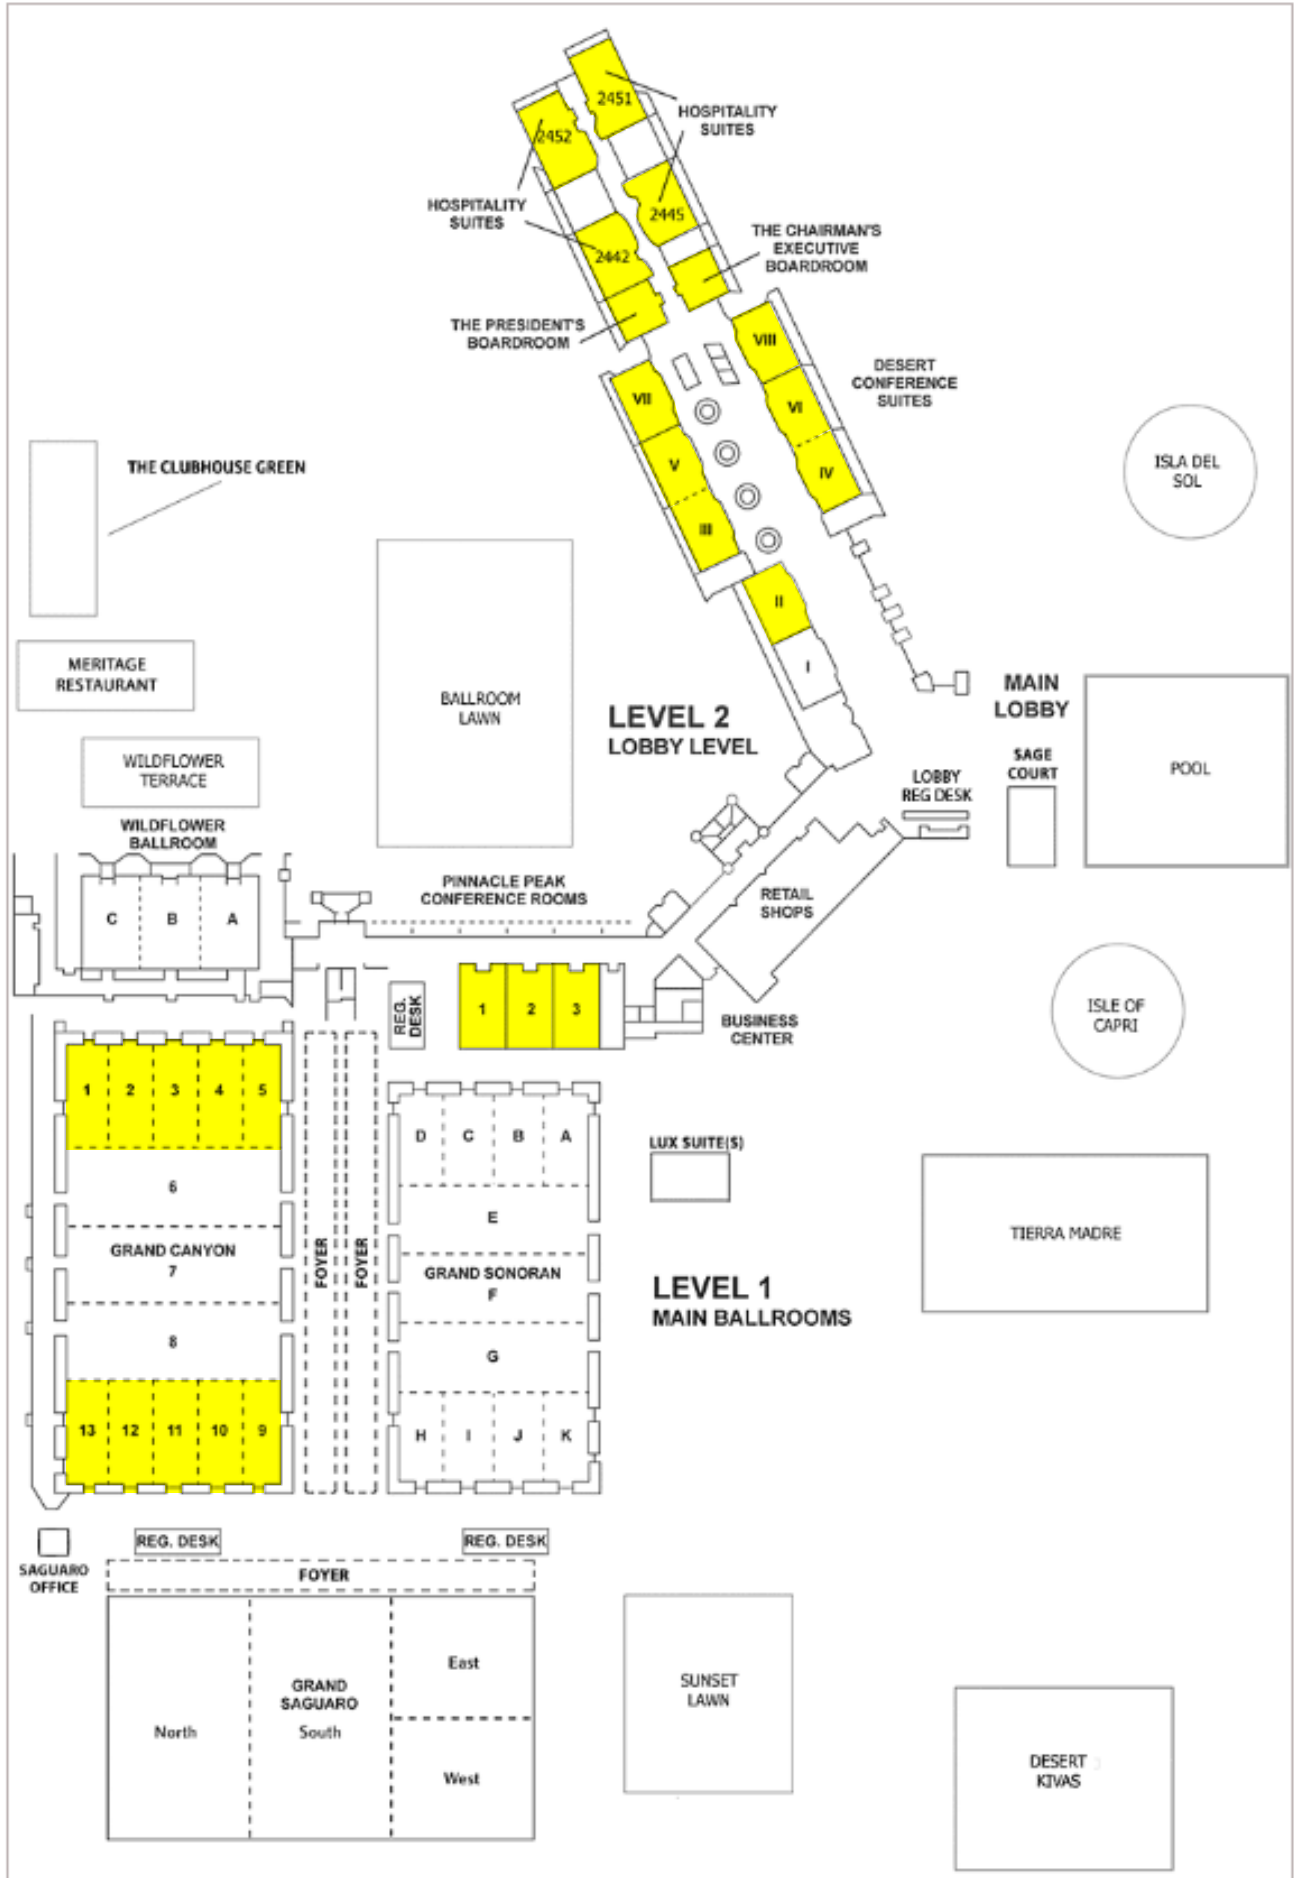 2451
HOSPITALITY
SUITES
2452
HOSPITALITY
SUITES
2445
2442
THE CHAIRMAN'S
EXECUTIVE
BOARDROOM
THE PRESIDENT'S
BOARDROOM
VIII
DESERT
CONFERENCE
SUITES
VII
VI
V
IV
III
II
I
ISLA DEL
SOL
THE CLUBHOUSE GREEN
MERITAGE
RESTAURANT
BALLROOM
LAWN
LEVEL 2
LOBBY LEVEL
MAIN
LOBBY
POOL
SAGE
COURT
LOBBY
REG DESK
WILDFLOWER
TERRACE
WILDFLOWER
BALLROOM
C B A
PINNACLE PEAK
CONFERENCE ROOMS
RETAIL
SHOPS
REG.
DESK
1 2 3
BUSINESS
CENTER
ISLE OF
CAPRI
1 2 3 4 5
6
GRAND CANYON
7
8
13 12 11 10 9
FOYER
FOYER
D C B A
E
GRAND SONORAN
F
G
H I J K
LUX SUITE(S)
LEVEL 1
MAIN BALLROOMS
TIERRA MADRE
SAGUARO
OFFICE
REG. DESK
REG. DESK
FOYER
North
GRAND
SAGUARO
South
East
West
SUNSET
LAWN
DESERT
KIVAS